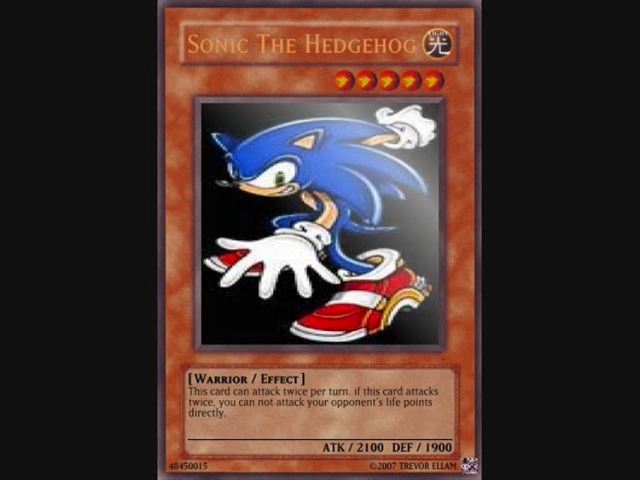 SONIC THE HEDGEHOG
LIGHT
光
[WARRIOR / EFFECT]
This card can attack twice per turn. if this card attacks
twice, you can not attack your opponent's life points
directly.
ATK / 2100 DEF / 1900
48450015 ©2007 TREVOR ELLAM